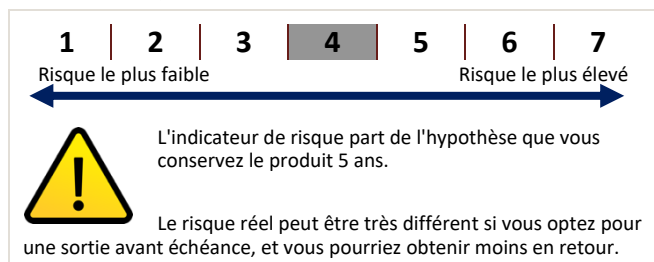 1 2 3 4 5 6 7
Risque le plus faible Risque le plus élevé
L'indicateur de risque part de l'hypothèse que vous
conservez le produit 5 ans.
Le risque réel peut être très différent si vous optez pour
une sortie avant échéance, et vous pourriez obtenir moins en retour.